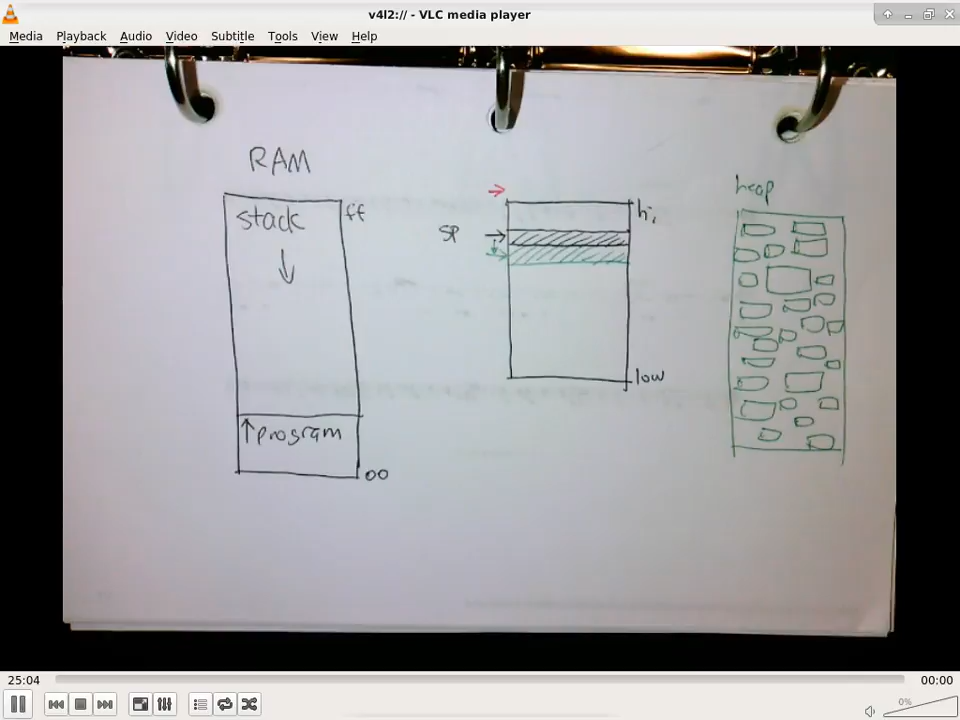 v4l2:// - VLC media player
Media Playback Audio Video Subtitle Tools View Help
RAM
stack
ff
program
00
SP
hi
low
heap
25:04
00:00
0%